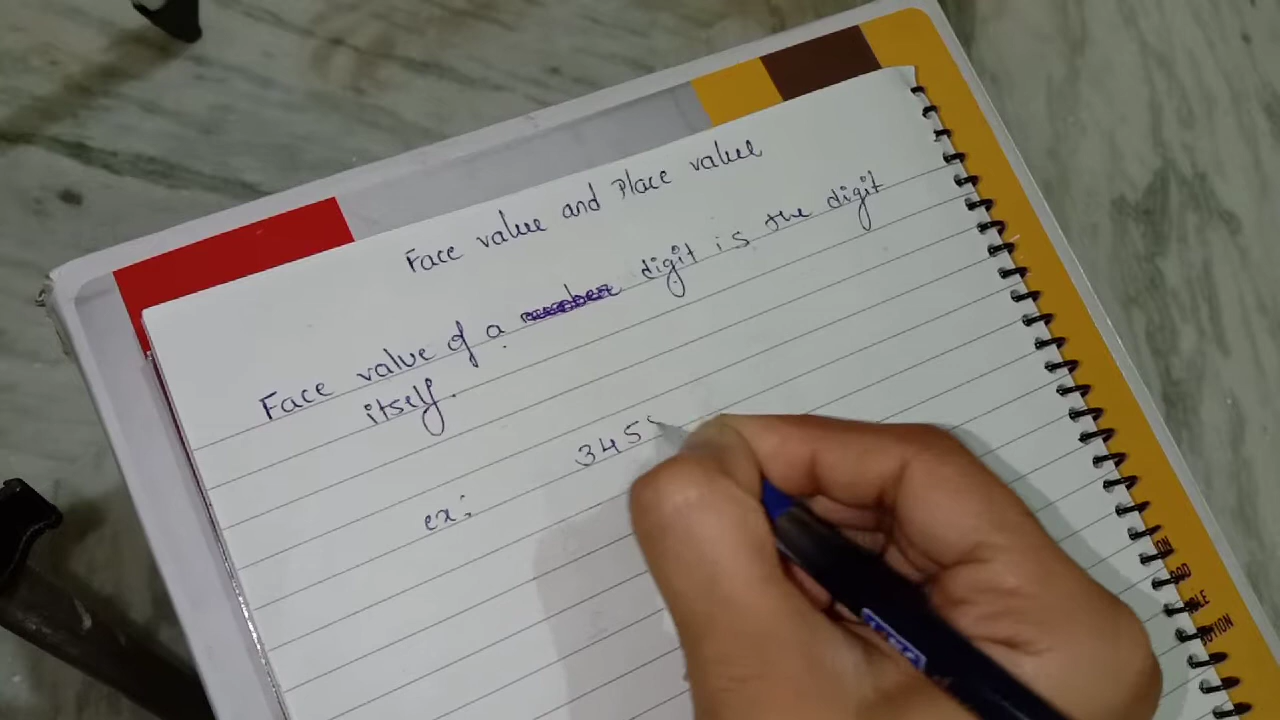 Face value and Place value
Face value of a digit is the digit
itself.
ex:
345